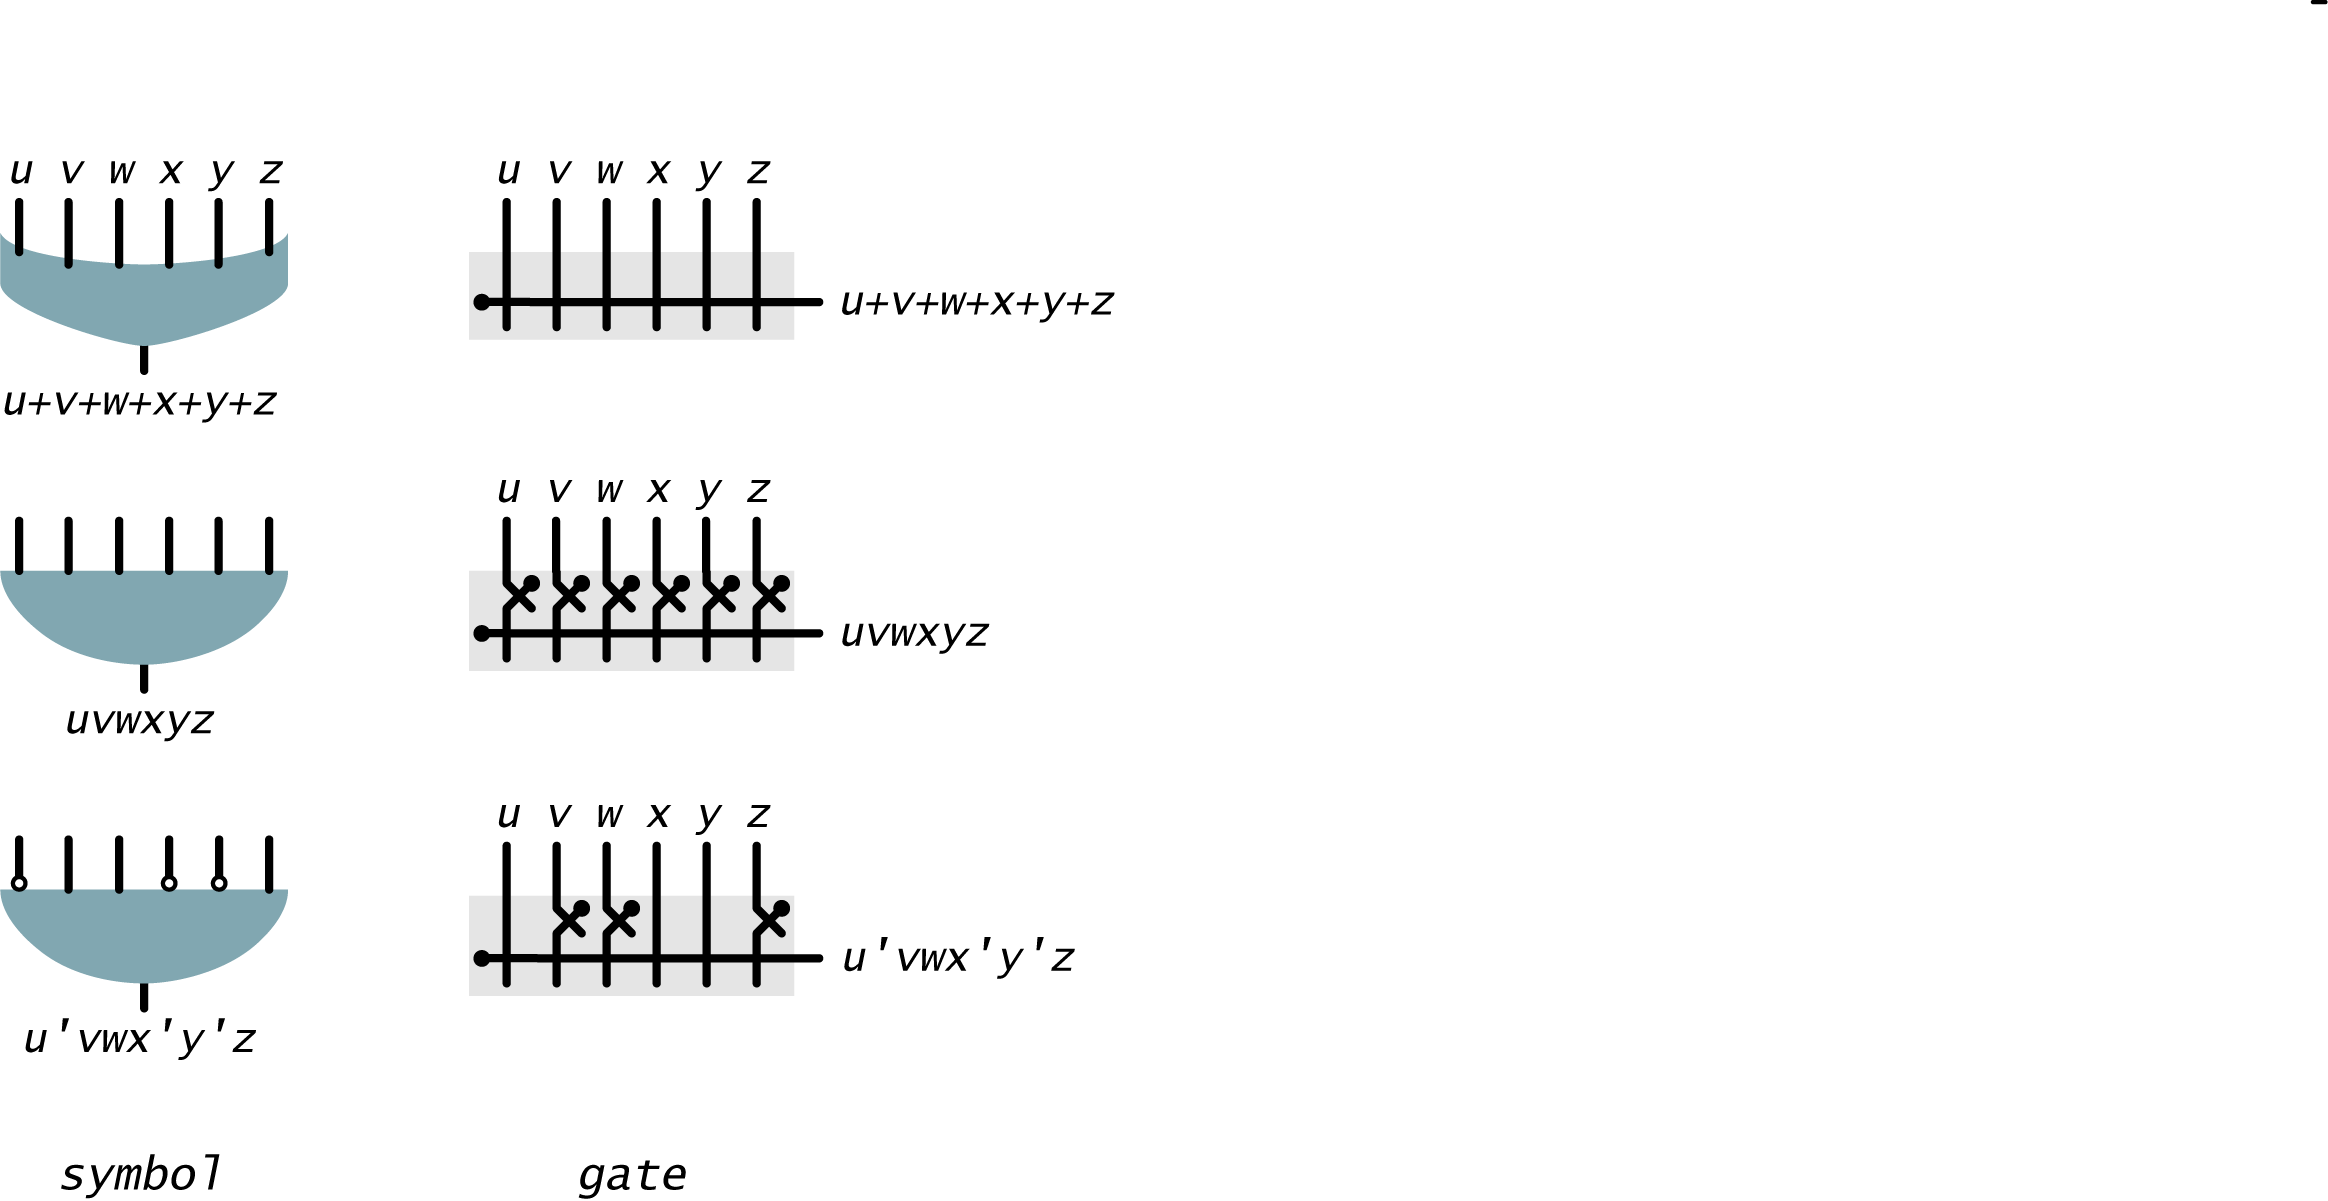 u v w x y z
u v w x y z
u+v+w+x+y+z
u+v+w+x+y+z
u v w x y z
uvwxyz
uvwxyz
u v w x y z
u'vwx'y'z
u'vwx'y'z
symbol
gate